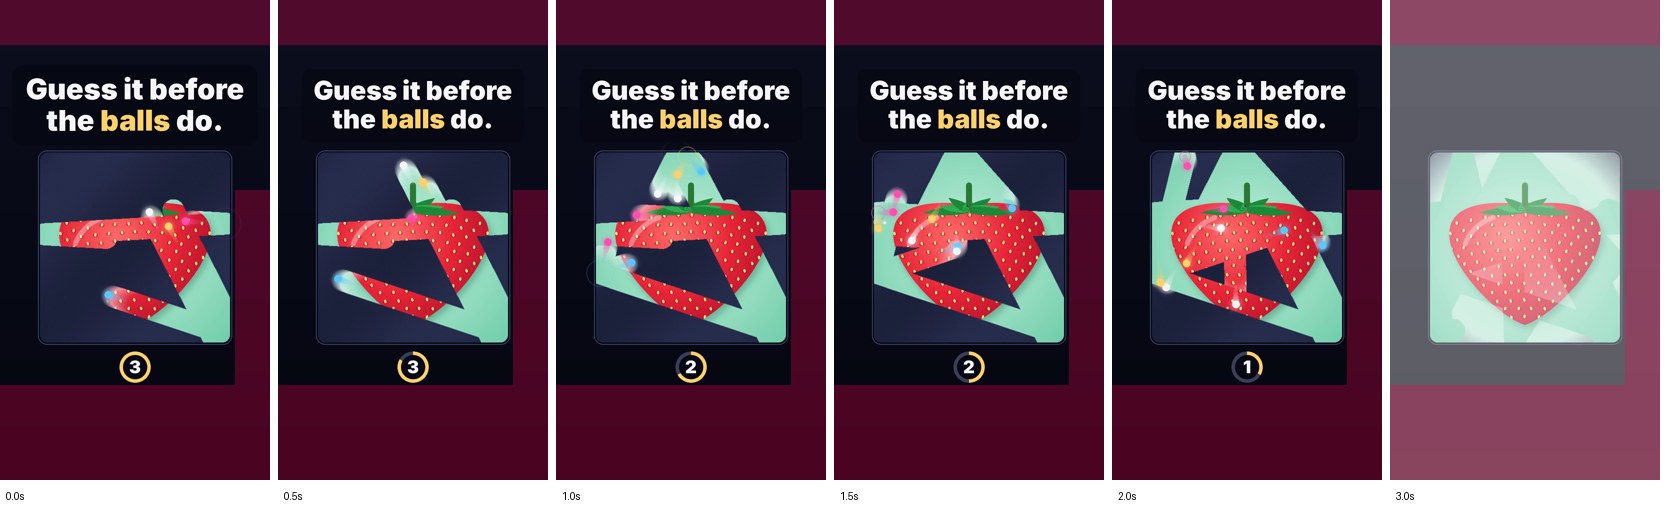 Guess it before
the balls do.
3
0.0s
Guess it before
the balls do.
3
0.5s
Guess it before
the balls do.
2
1.0s
Guess it before
the balls do.
2
1.5s
Guess it before
the balls do.
1
2.0s
3.0s